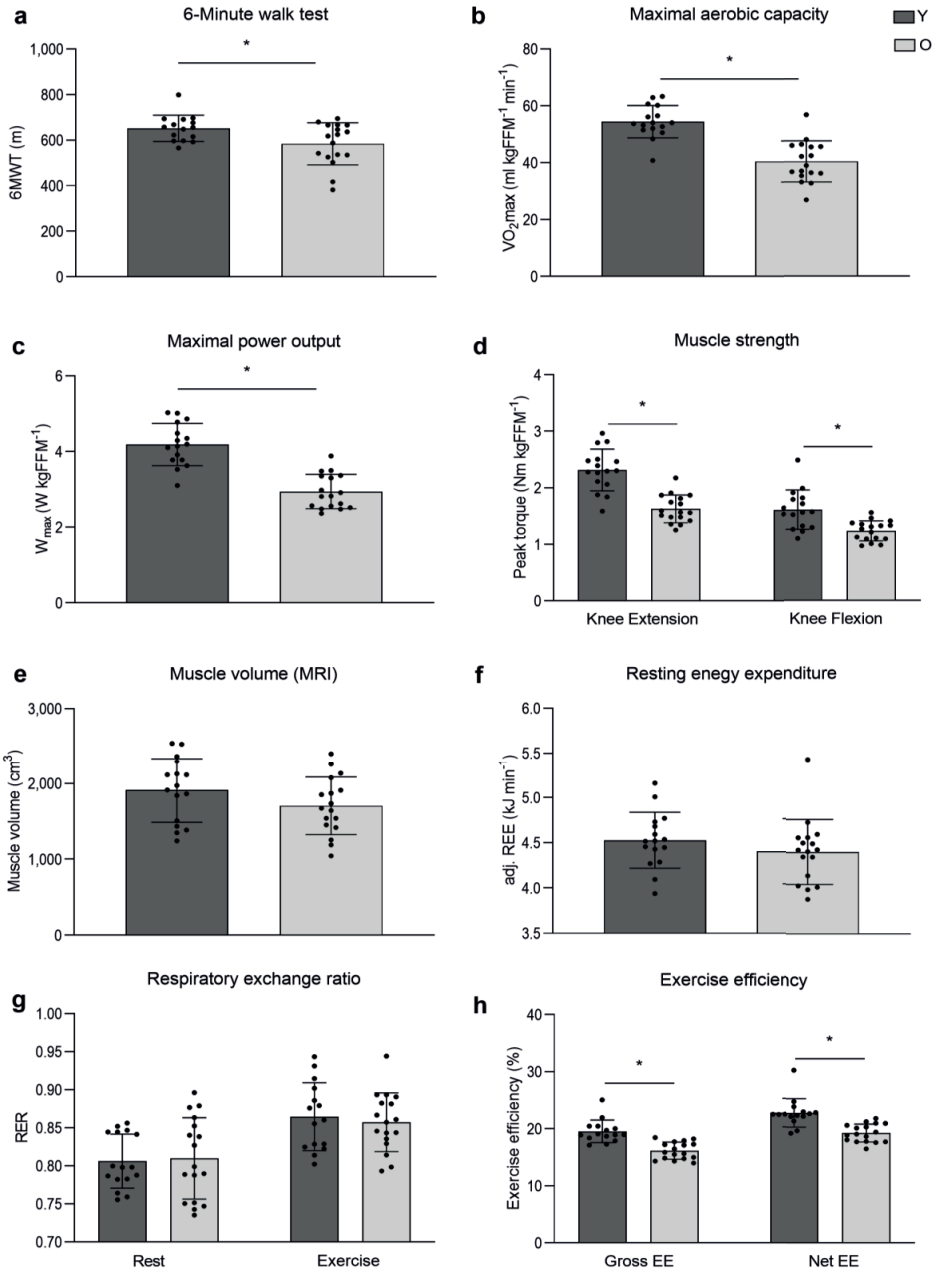 a
6-Minute walk test
1,000
800
600
400
200
0
6MWT (m)
*
b
Maximal aerobic capacity
Y
O
80
60
40
20
0
VO₂max (ml kgFFM⁻¹ min⁻¹)
*
c
Maximal power output
6
4
2
0
Wₘₐₓ (W kgFFM⁻¹)
*
d
Muscle strength
4
3
2
1
0
Peak torque (Nm kgFFM⁻¹)
*
*
Knee Extension
Knee Flexion
e
Muscle volume (MRI)
3,000
2,000
1,000
0
Muscle volume (cm³)
f
Resting enegy expenditure
6.0
5.5
5.0
4.5
4.0
3.5
adj. REE (kJ min⁻¹)
g
Respiratory exchange ratio
1.00
0.95
0.90
0.85
0.80
0.75
0.70
RER
Rest
Exercise
h
Exercise efficiency
40
30
20
10
0
Exercise efficiency (%)
*
*
Gross EE
Net EE